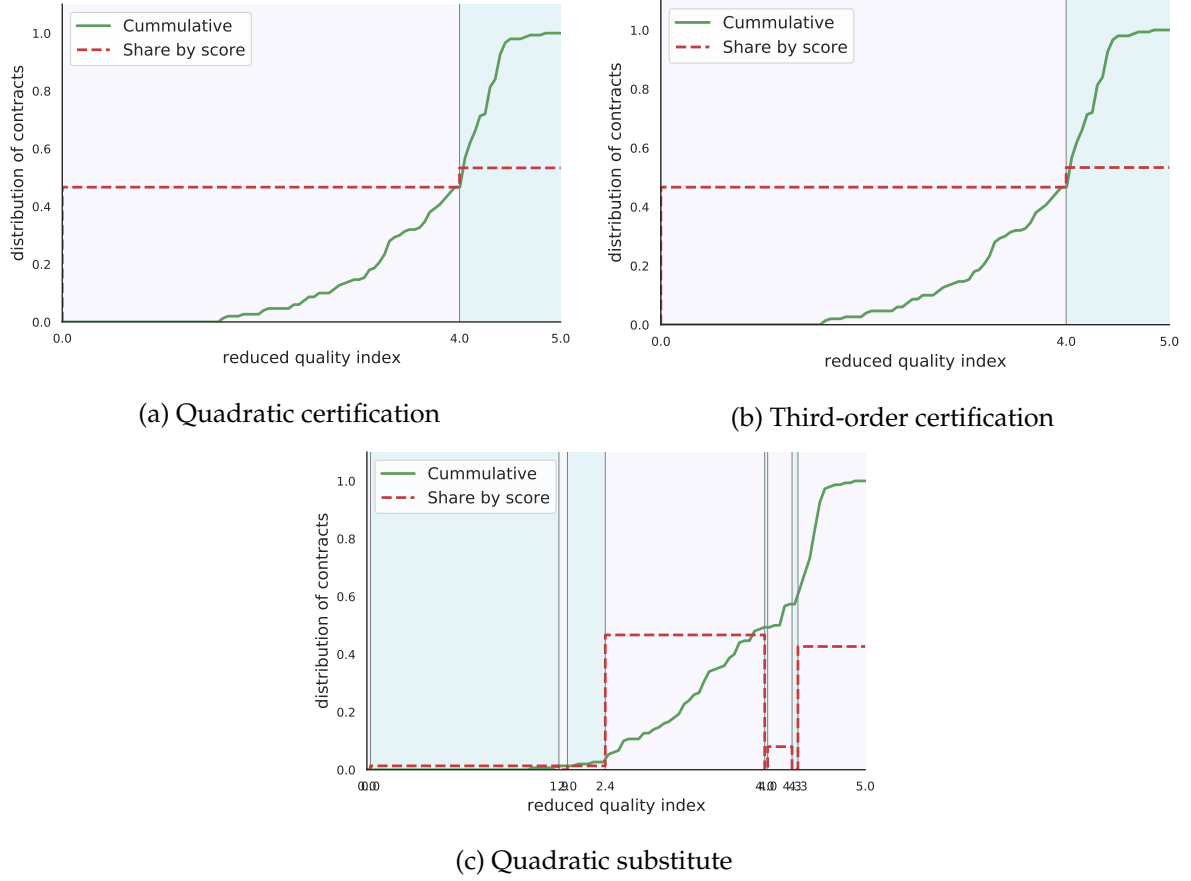 Cummulative
Share by score
distribution of contracts
1.0
0.8
0.6
0.4
0.2
0.0
0.0
4.0
5.0
reduced quality index
(a) Quadratic certification
Cummulative
Share by score
distribution of contracts
1.0
0.8
0.6
0.4
0.2
0.0
0.0
4.0
5.0
reduced quality index
(b) Third-order certification
Cummulative
Share by score
distribution of contracts
1.0
0.8
0.6
0.4
0.2
0.0
2.4
5.0
reduced quality index
(c) Quadratic substitute